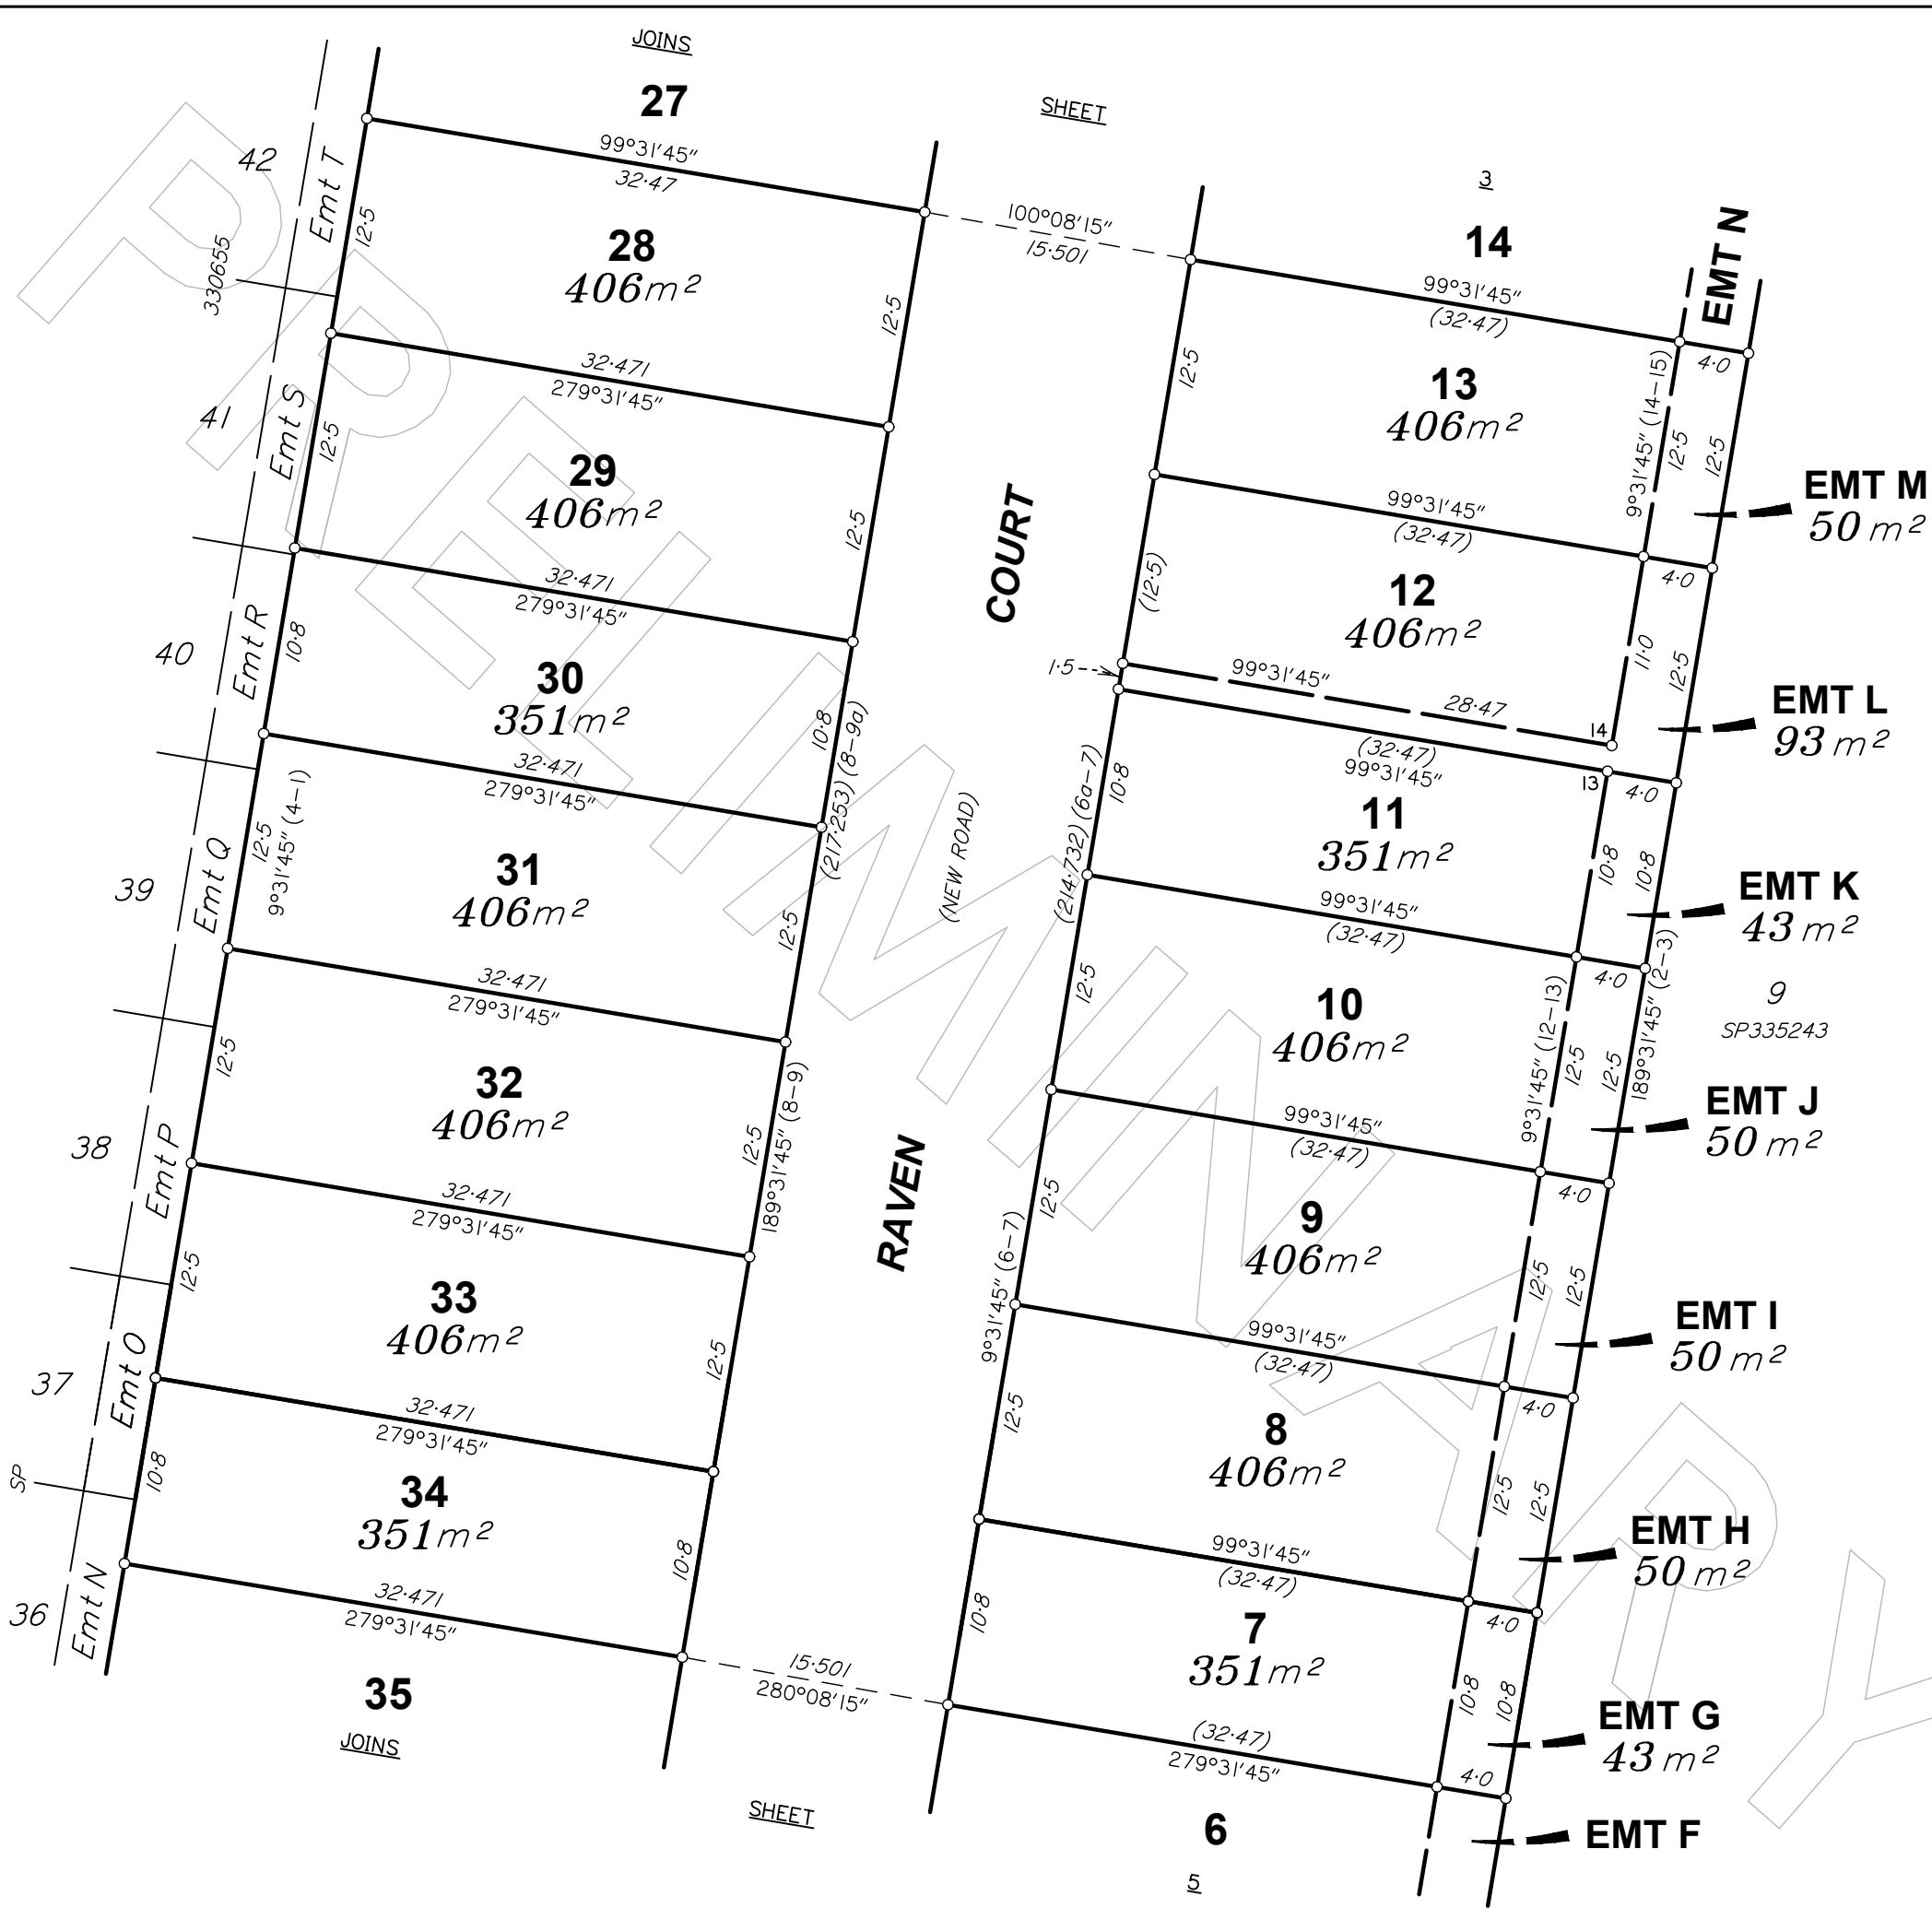 JOINS
27
SHEET
3
99°31'45"
32·47
42
Emt T
12·5
330655
28
406m²
12·5
100°08'15"
15·501
14
EMT N
99°31'45"
(32·47)
4·0
32·471
279°31'45"
12·5
13
406m²
9°31'45" (14-15)
12·5
12·5
EMT M
50 m²
41
Emt S
12·5
29
406m²
12·5
COURT
99°31'45"
(32·47)
4·0
32·471
279°31'45"
(12·5)
12
406m²
11·0
12·5
EMT L
93 m²
40
Emt R
10·8
30
351m²
10·8
(217·253) (8-9a)
1·5
99°31'45"
28·47
14
(32·47)
99°31'45"
13
4·0
32·471
279°31'45"
(214·732) (6a-7)
10·8
11
351m²
10·8
10·8
EMT K
43 m²
39
Emt Q
12·5
9°31'45" (4-1)
31
406m²
12·5
(NEW ROAD)
99°31'45"
(32·47)
4·0
32·471
279°31'45"
12·5
10
406m²
9°31'45" (12-13)
12·5
12·5
189°31'45" (2-3)
9
SP335243
EMT J
50 m²
38
Emt P
12·5
32
406m²
12·5
189°31'45" (8-9)
99°31'45"
(32·47)
4·0
32·471
279°31'45"
RAVEN
9°31'45" (6-7)
12·5
9
406m²
12·5
12·5
EMT I
50 m²
12·5
33
406m²
12·5
99°31'45"
(32·47)
4·0
37
Emt O
32·471
279°31'45"
12·5
8
406m²
12·5
12·5
EMT H
50 m²
SP
10·8
34
351m²
10·8
99°31'45"
(32·47)
4·0
36
Emt N
32·471
279°31'45"
15·501
280°08'15"
10·8
7
351m²
10·8
10·8
EMT G
43 m²
35
JOINS
(32·47)
279°31'45"
4·0
SHEET
6
EMT F
5
PRELIMINARY